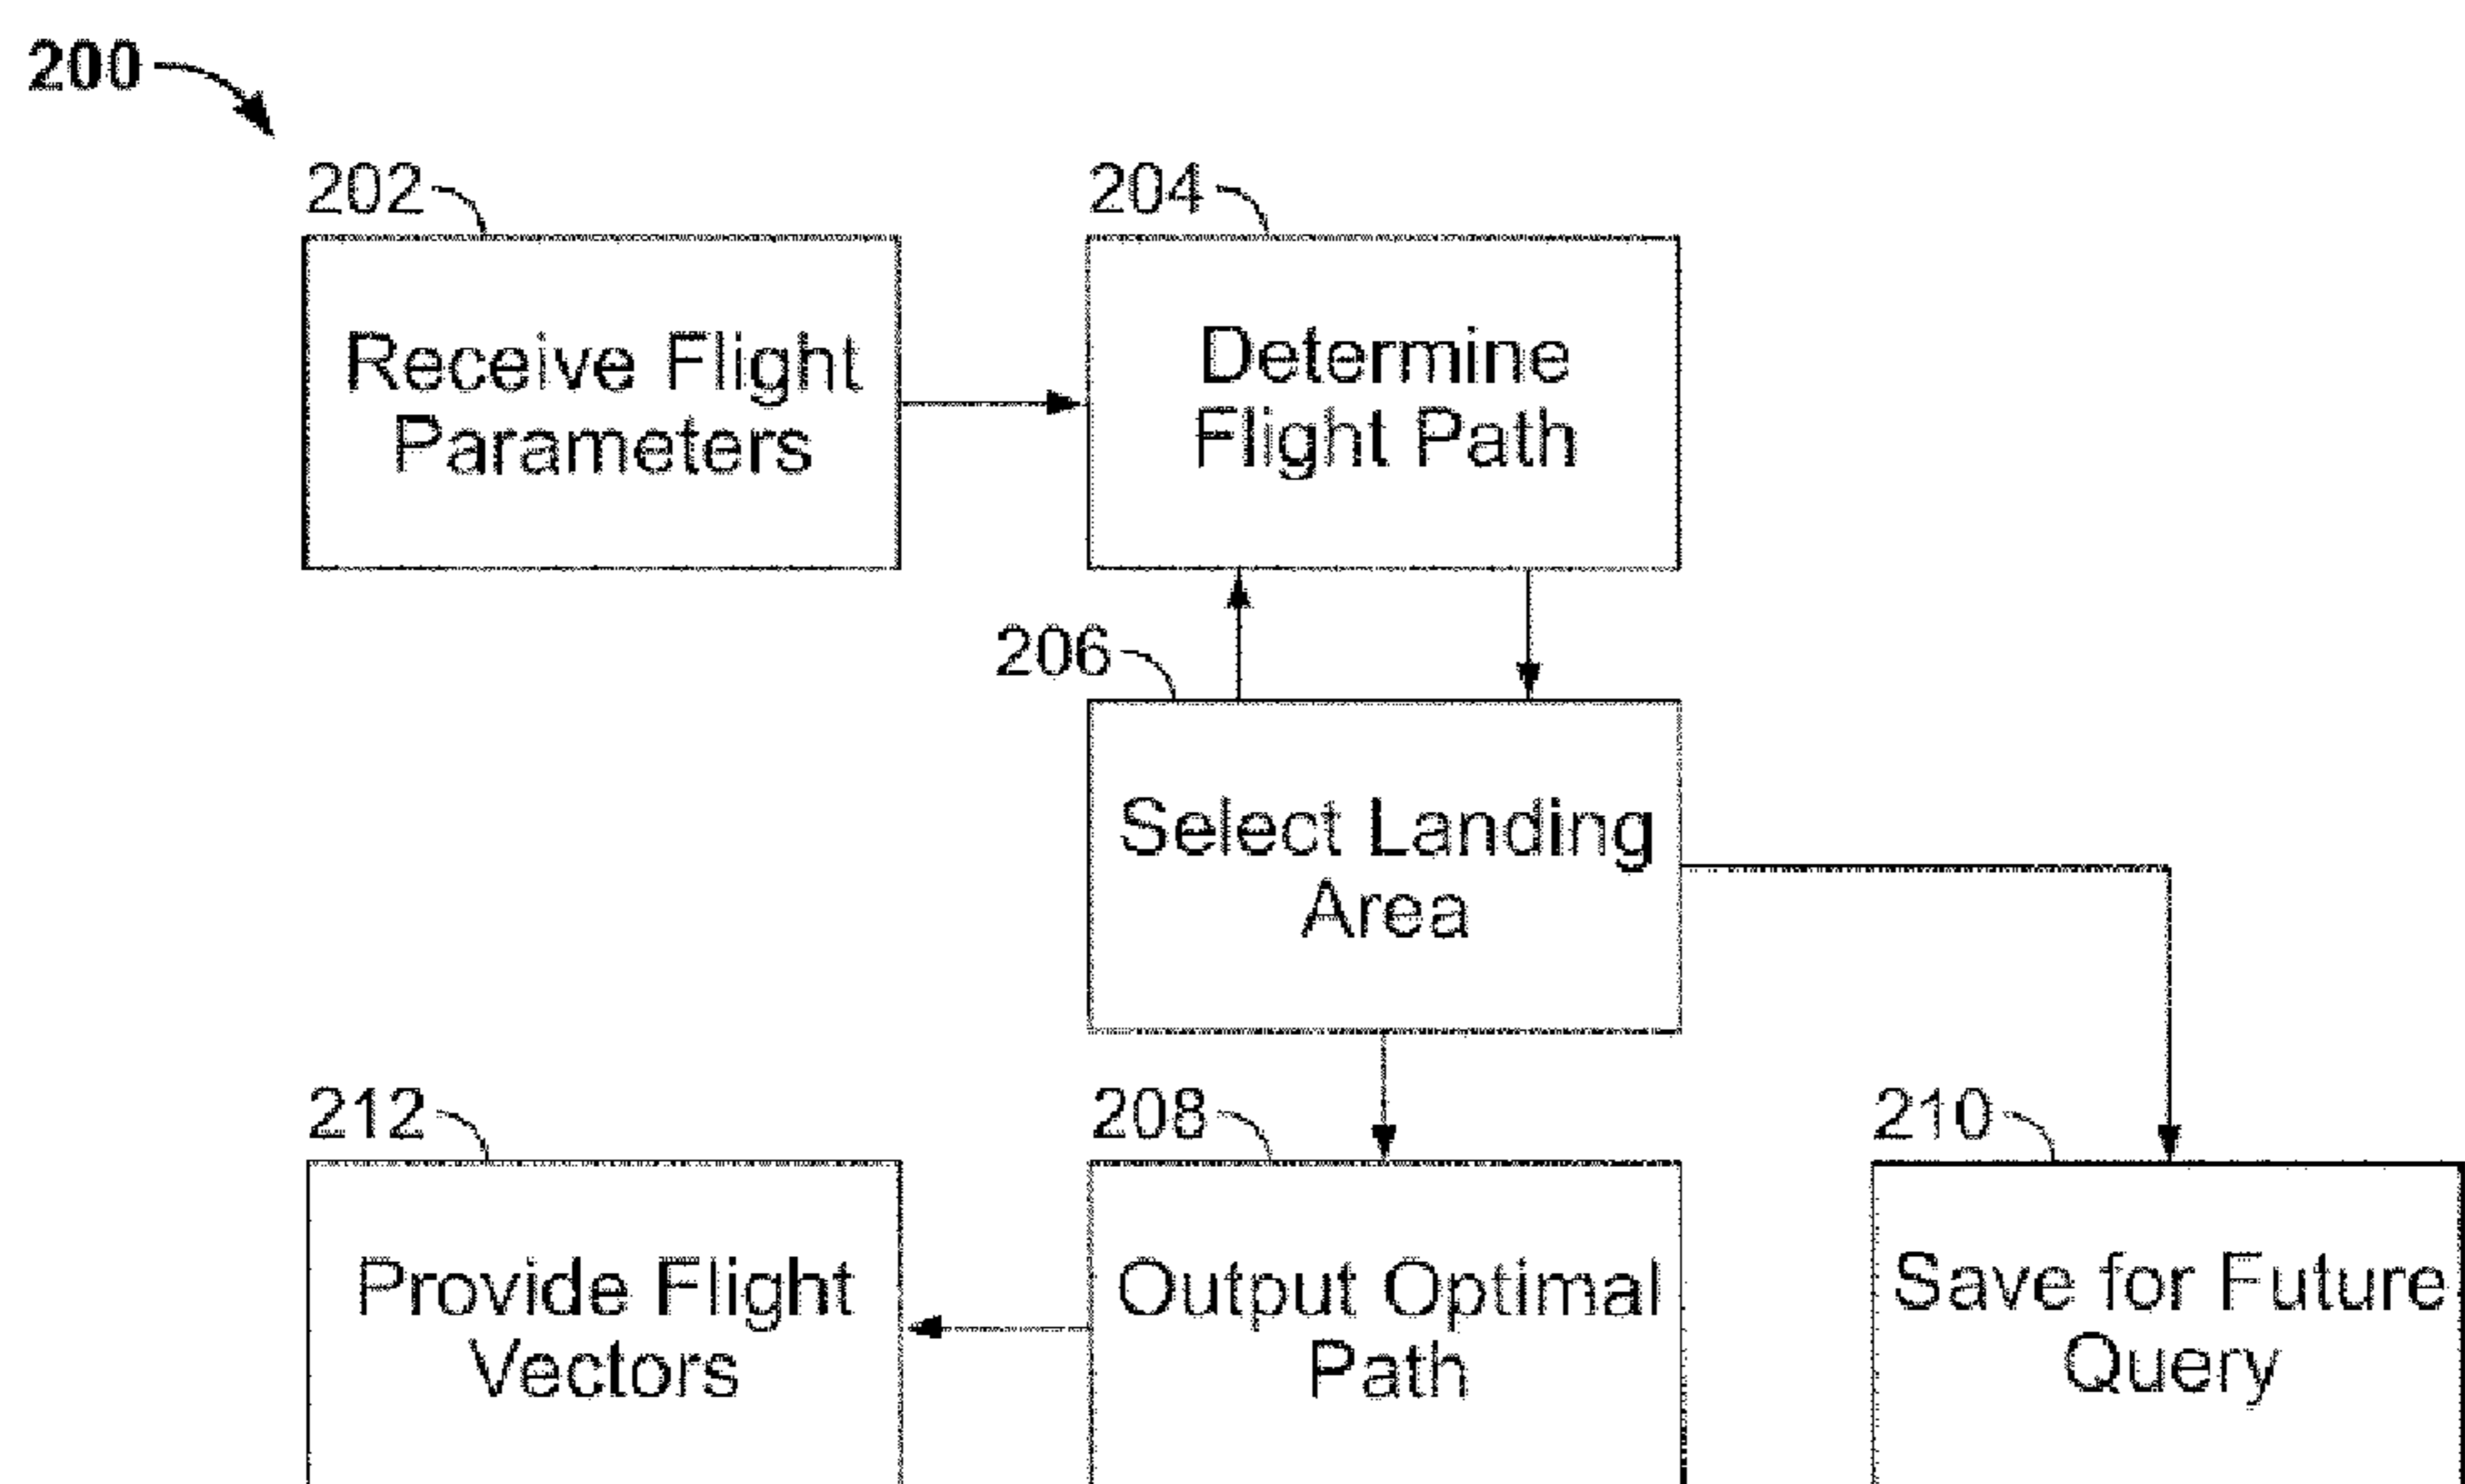 200
202
Receive Flight
Parameters
204
Determine
Flight Path
206
Select Landing
Area
212
Provide Flight
Vectors
208
Output Optimal
Path
210
Save for Future
Query